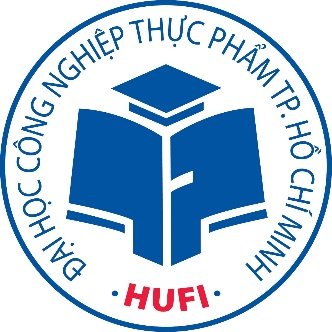 ĐẠI HỌC CÔNG NGHIỆP THỰC PHẨM TP. HỒ CHÍ MINH
· HUFI ·